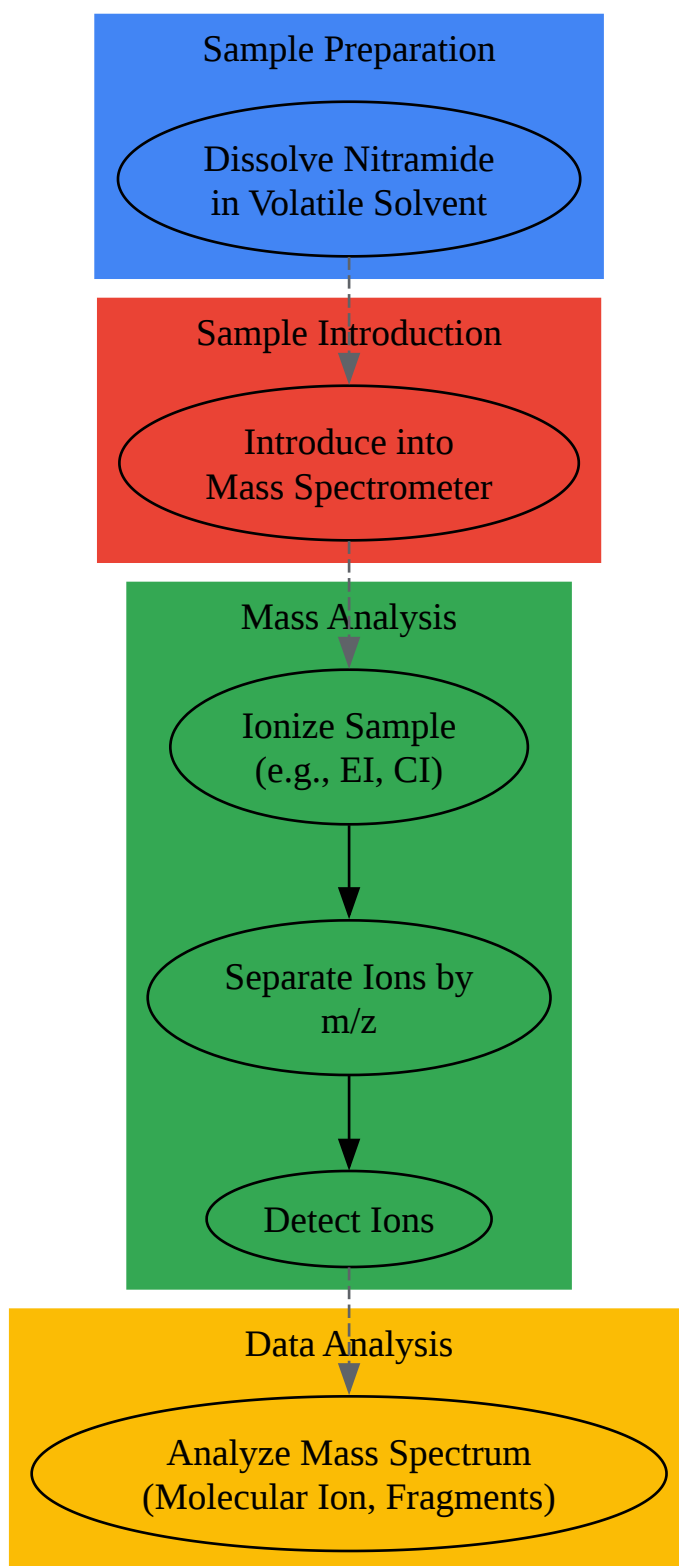 Sample Preparation
Dissolve Nitramide
in Volatile Solvent
Sample Introduction
Introduce into
Mass Spectrometer
Mass Analysis
Ionize Sample
(e.g., EI, CI)
Separate Ions by
m/z
Detect Ions
Data Analysis
Analyze Mass Spectrum
(Molecular Ion, Fragments)